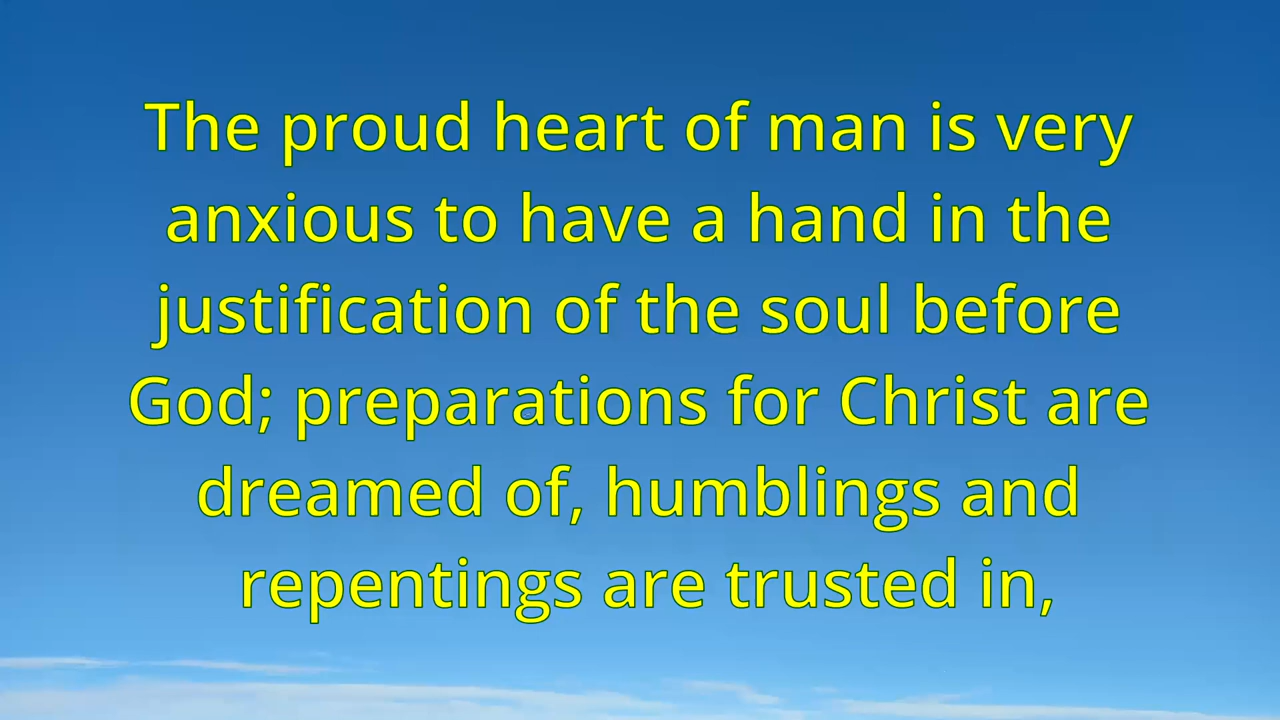 The proud heart of man is very
anxious to have a hand in the
justification of the soul before
God; preparations for Christ are
dreamed of, humblings and
repentings are trusted in,